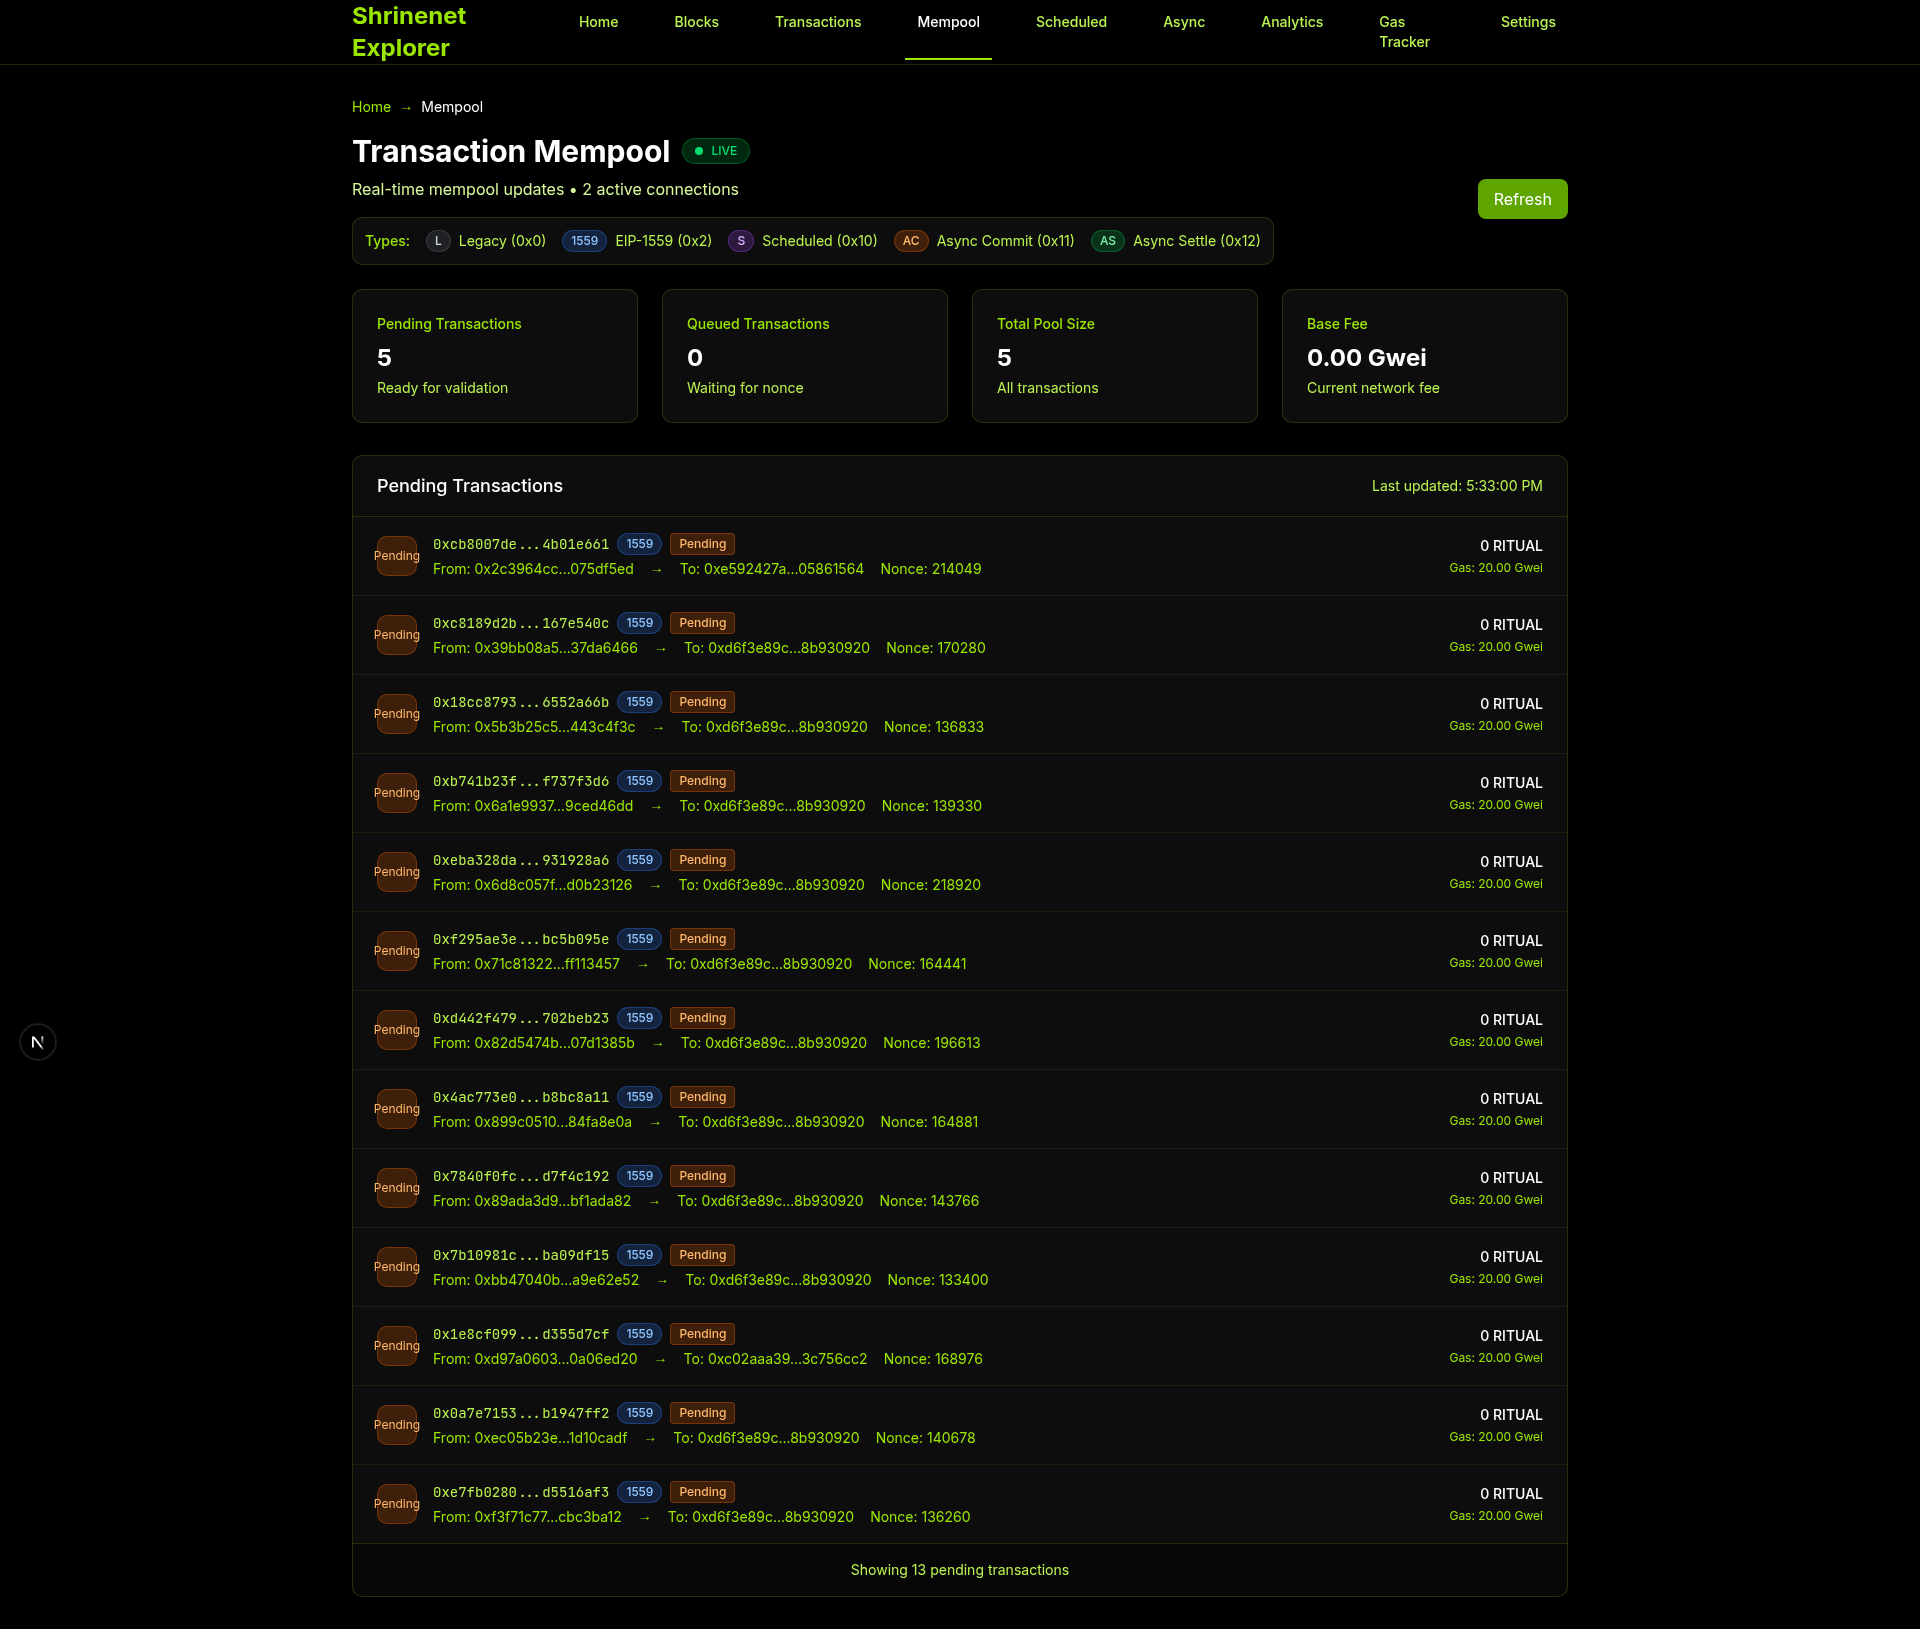 Shrinenet Explorer
Home Blocks Transactions Mempool Scheduled Async Analytics Gas Tracker Settings
Home → Mempool
Transaction Mempool LIVE
Real-time mempool updates • 2 active connections
Refresh
Types: L Legacy (0x0) 1559 EIP-1559 (0x2) S Scheduled (0x10) AC Async Commit (0x11) AS Async Settle (0x12)
Pending Transactions
5
Ready for validation
Queued Transactions
0
Waiting for nonce
Total Pool Size
5
All transactions
Base Fee
0.00 Gwei
Current network fee
Pending Transactions Last updated: 5:33:00 PM
Pending 0xcb8007de...4b01e661 1559 Pending 0 RITUAL
From: 0x2c3964cc...075df5ed → To: 0xe592427a...05861564 Nonce: 214049 Gas: 20.00 Gwei
Pending 0xc8189d2b...167e540c 1559 Pending 0 RITUAL
From: 0x39bb08a5...37da6466 → To: 0xd6f3e89c...8b930920 Nonce: 170280 Gas: 20.00 Gwei
Pending 0x18cc8793...6552a66b 1559 Pending 0 RITUAL
From: 0x5b3b25c5...443c4f3c → To: 0xd6f3e89c...8b930920 Nonce: 136833 Gas: 20.00 Gwei
Pending 0xb741b23f...f737f3d6 1559 Pending 0 RITUAL
From: 0x6a1e9937...9ced46dd → To: 0xd6f3e89c...8b930920 Nonce: 139330 Gas: 20.00 Gwei
Pending 0xeba328da...931928a6 1559 Pending 0 RITUAL
From: 0x6d8c057f...d0b23126 → To: 0xd6f3e89c...8b930920 Nonce: 218920 Gas: 20.00 Gwei
Pending 0xf295ae3e...bc5b095e 1559 Pending 0 RITUAL
From: 0x71c81322...ff113457 → To: 0xd6f3e89c...8b930920 Nonce: 164441 Gas: 20.00 Gwei
Pending 0xd442f479...702beb23 1559 Pending 0 RITUAL
From: 0x82d5474b...07d1385b → To: 0xd6f3e89c...8b930920 Nonce: 196613 Gas: 20.00 Gwei
Pending 0x4ac773e0...b8bc8a11 1559 Pending 0 RITUAL
From: 0x899c0510...84fa8e0a → To: 0xd6f3e89c...8b930920 Nonce: 164881 Gas: 20.00 Gwei
Pending 0x7840f0fc...d7f4c192 1559 Pending 0 RITUAL
From: 0x89ada3d9...bf1ada82 → To: 0xd6f3e89c...8b930920 Nonce: 143766 Gas: 20.00 Gwei
Pending 0x7b10981c...ba09df15 1559 Pending 0 RITUAL
From: 0xbb47040b...a9e62e52 → To: 0xd6f3e89c...8b930920 Nonce: 133400 Gas: 20.00 Gwei
Pending 0x1e8cf099...d355d7cf 1559 Pending 0 RITUAL
From: 0xd97a0603...0a06ed20 → To: 0xc02aaa39...3c756cc2 Nonce: 168976 Gas: 20.00 Gwei
Pending 0x0a7e7153...b1947ff2 1559 Pending 0 RITUAL
From: 0xec05b23e...1d10cadf → To: 0xd6f3e89c...8b930920 Nonce: 140678 Gas: 20.00 Gwei
Pending 0xe7fb0280...d5516af3 1559 Pending 0 RITUAL
From: 0xf3f71c77...cbc3ba12 → To: 0xd6f3e89c...8b930920 Nonce: 136260 Gas: 20.00 Gwei
Showing 13 pending transactions
N